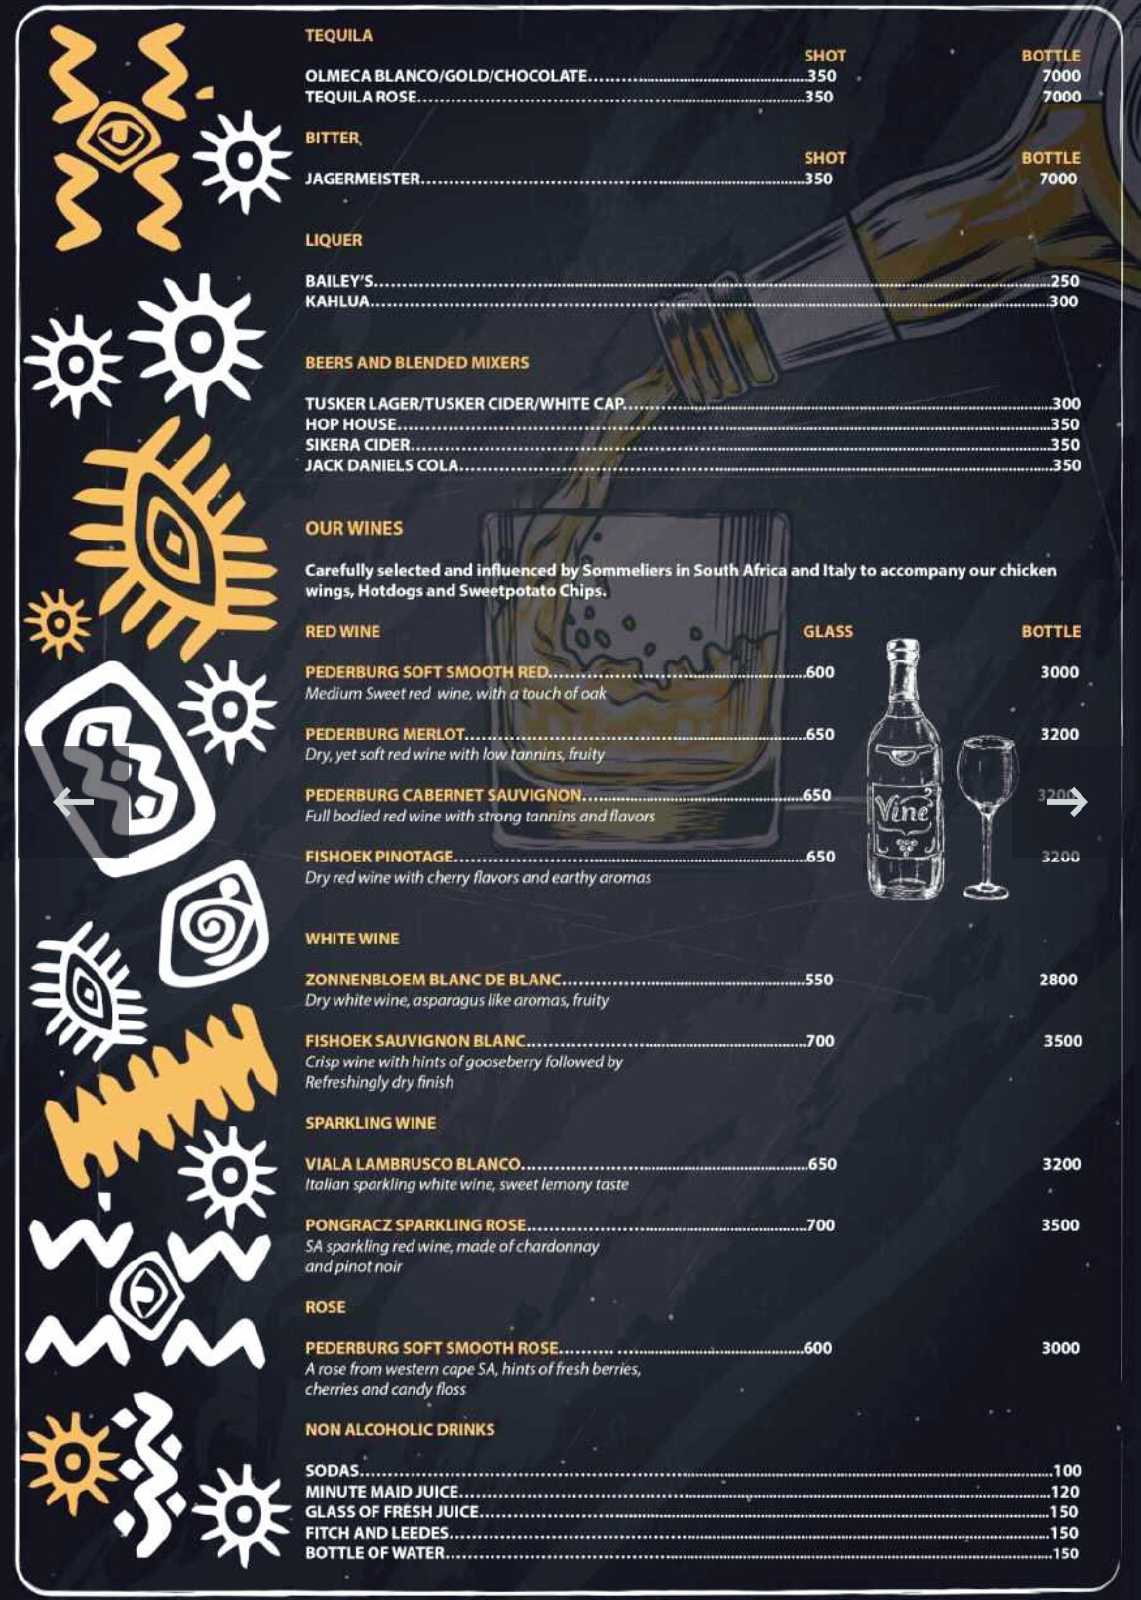 TEQUILA
SHOT BOTTLE
OLMECA BLANCO/GOLD/CHOCOLATE 350 7000
TEQUILA ROSE 350 7000
BITTER,
SHOT BOTTLE
JAGERMEISTER 350 7000
LIQUER
BAILEY'S 250
KAHLUA 300
BEERS AND BLENDED MIXERS
TUSKER LAGER/TUSKER CIDER/WHITE CAP 300
HOP HOUSE 350
SIKERA CIDER 350
JACK DANIELS COLA 350
OUR WINES
Carefully selected and influenced by Sommeliers in South Africa and Italy to accompany our chicken
wings, Hotdogs and Sweetpotato Chips.
RED WINE GLASS BOTTLE
PEDERBURG SOFT SMOOTH RED 600 3000
Medium Sweet red wine, with a touch of oak
PEDERBURG MERLOT 650 3200
Dry, yet soft red wine with low tannins, fruity
PEDERBURG CABERNET SAUVIGNON 650 3200
Full bodied red wine with strong tannins and flavors
Vine
FISHOEK PINOTAGE 650 3200
Dry red wine with cherry flavors and earthy aromas
WHITE WINE
ZONNENBLOEM BLANC DE BLANC 550 2800
Dry white wine, asparagus like aromas, fruity
FISHOEK SAUVIGNON BLANC 700 3500
Crisp wine with hints of gooseberry followed by
Refreshingly dry finish
SPARKLING WINE
VIALA LAMBRUSCO BLANCO 650 3200
Italian sparkling white wine, sweet lemony taste
PONGRACZ SPARKLING ROSE 700 3500
SA sparkling red wine, made of chardonnay
and pinot noir
ROSE
PEDERBURG SOFT SMOOTH ROSE 600 3000
A rose from western cape SA, hints of fresh berries,
cherries and candy floss
NON ALCOHOLIC DRINKS
SODAS 100
MINUTE MAID JUICE 120
GLASS OF FRESH JUICE 150
FITCH AND LEEDES 150
BOTTLE OF WATER 150